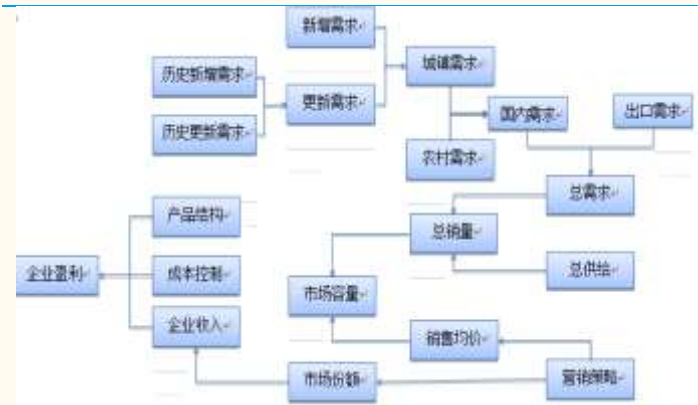 新增需求
城镇需求
历史新增需求
更新需求
国内需求
出口需求
历史更新需求
农村需求
总需求
产品结构
总销量
企业盈利
成本控制
总供给
市场容量
企业收入
销售均价
市场份额
营销策略